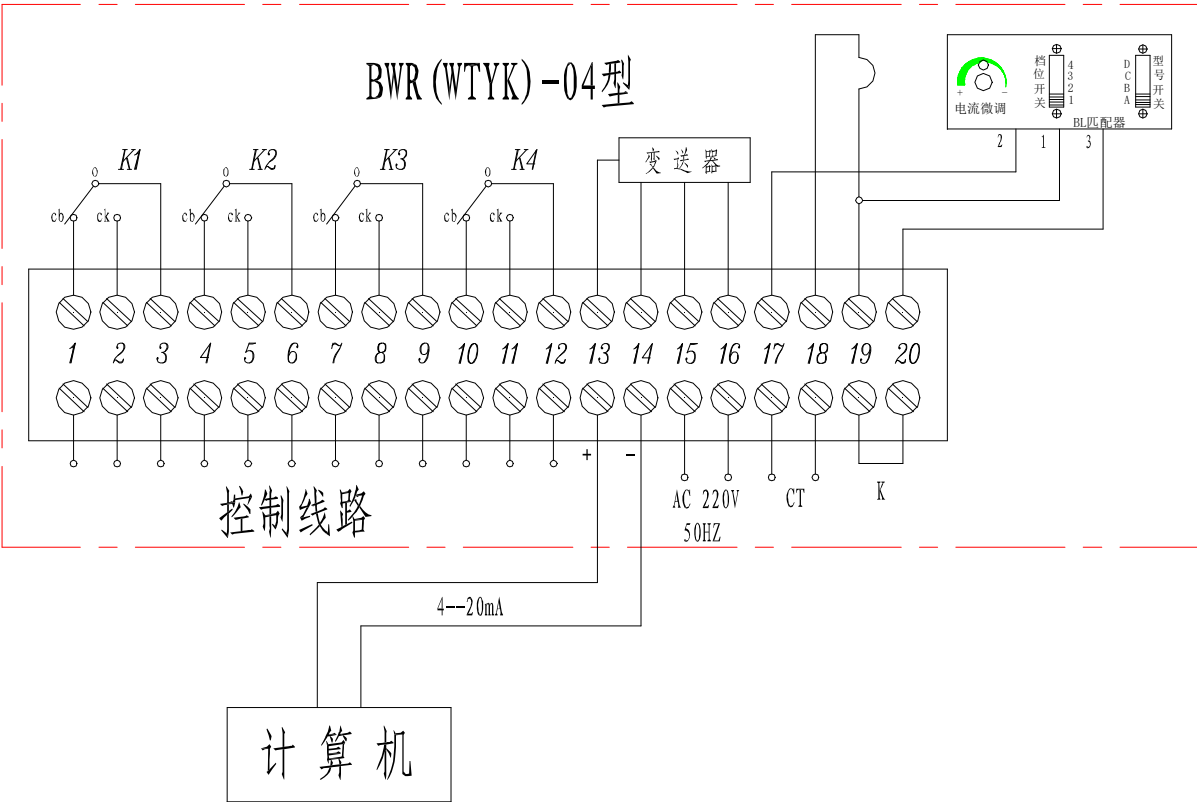 BWR(WTYK)-04型
+ -
电流微调
档位开关
4
3
2
1
D
C
B
A
型号开关
BL匹配器
2 1 3
K1 K2 K3 K4
变送器
0 0 0 0
cb ck cb ck cb ck cb ck
1 2 3 4 5 6 7 8 9 10 11 12 13 14 15 16 17 18 19 20
+ -
控制线路
AC 220V
50HZ
CT
K
4--20mA
计算机